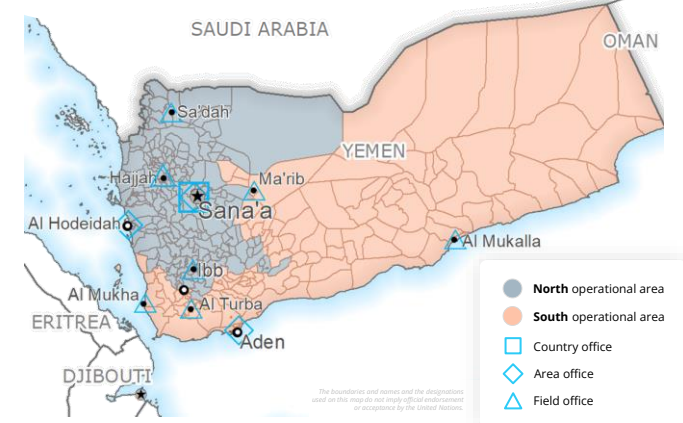 SAUDI ARABIA
OMAN
Sa'dah
YEMEN
Hajjah
Ma'rib
Sana'a
Al Hodeidah
Al Mukalla
Ibb
Al Mukha
Al Turba
ERITREA
Aden
DJIBOUTI
North operational area
South operational area
Country office
Area office
Field office
The boundaries and names and the designations
used on this map do not imply official endorsement
or acceptance by the United Nations.